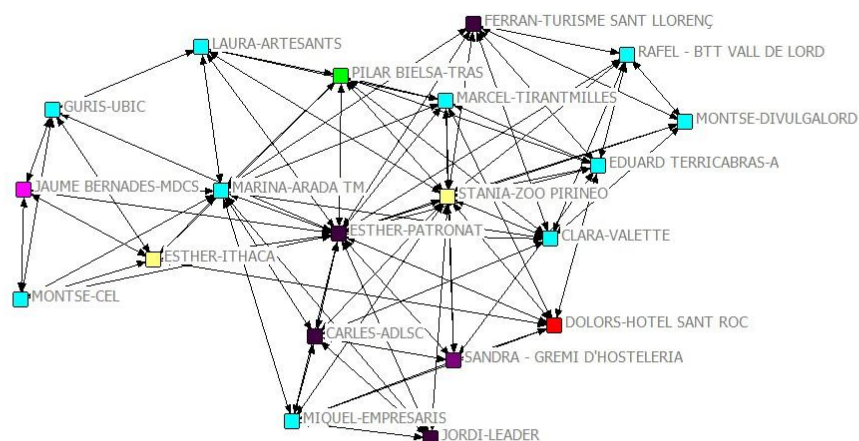 FERRAN-TURISME SANT LLORENÇ
LAURA-ARTESANTS
RAFEL - BTT VALL DE LORD
PILAR BIELSA-TRAS
MARCEL-TIRANTMILLES
GURIS-UBIC
MONTSE-DIVULGALORD
EDUARD TERRICABRAS-A
JAUME BERNADES-MDCS
MARINA-ARADA TM
STANIA-ZOO PIRINEO
ESTHER-PATRONAT
CLARA-VALETTE
ESTHER-ITHACA
MONTSE-CEL
DOLORS-HOTEL SANT ROC
CARLES-ADLSC
SANDRA - GREMI D'HOSTELERIA
MIQUEL-EMPRESARIS
JORDI-LEADER